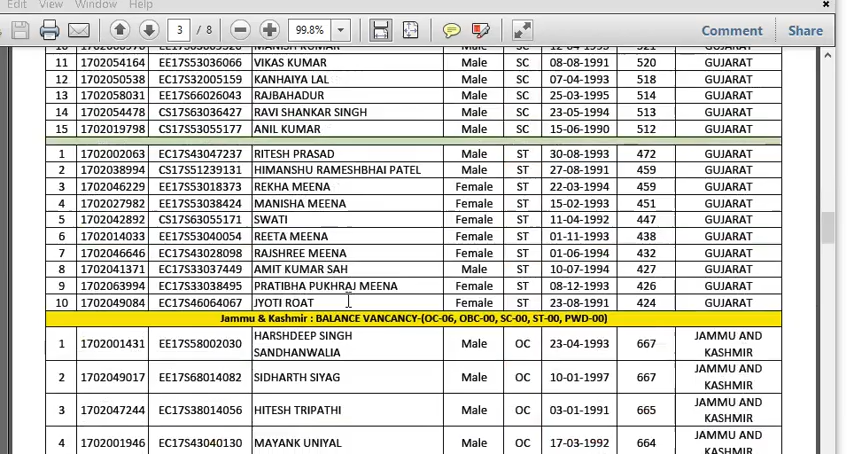 Edit View Window Help ×
3 / 8 99.8% Comment Share
11 1702054164 EE17S53036066 VIKAS KUMAR Male SC 08-08-1991 520 GUJARAT
12 1702050538 EC17S32005159 KANHAIYA LAL Male SC 07-04-1993 518 GUJARAT
13 1702058031 EE17S66026043 RAJBAHADUR Male SC 25-03-1995 514 GUJARAT
14 1702054478 CS17S63036427 RAVI SHANKAR SINGH Male SC 23-05-1994 513 GUJARAT
15 1702019798 CS17S53055177 ANIL KUMAR Male SC 15-06-1990 512 GUJARAT
1 1702002063 EC17S43047237 RITESH PRASAD Male ST 30-08-1993 472 GUJARAT
2 1702038994 CS17S51239131 HIMANSHU RAMESHBHAI PATEL Male ST 27-08-1991 459 GUJARAT
3 1702046229 EE17S53018373 REKHA MEENA Female ST 22-03-1994 459 GUJARAT
4 1702027982 EE17S53038424 MANISHA MEENA Female ST 15-02-1993 451 GUJARAT
5 1702042892 CS17S63055171 SWATI Female ST 11-04-1992 447 GUJARAT
6 1702014033 EE17S53040054 REETA MEENA Female ST 01-11-1993 438 GUJARAT
7 1702046646 EC17S43028098 RAJSHREE MEENA Female ST 01-06-1994 432 GUJARAT
8 1702041371 EC17S33037449 AMIT KUMAR SAH Male ST 10-07-1994 427 GUJARAT
9 1702063994 EC17S33038495 PRATIBHA PUKHRAJ MEENA Female ST 08-12-1993 426 GUJARAT
10 1702049084 EC17S46064067 JYOTI ROAT Female ST 23-08-1991 424 GUJARAT
Jammu & Kashmir : BALANCE VANCANCY-(OC-06, OBC-00, SC-00, ST-00, PWD-00)
1 1702001431 EE17S58002030 HARSHDEEP SINGH SANDHANWALIA Male OC 23-04-1993 667 JAMMU AND KASHMIR
2 1702049017 EE17S68014082 SIDHARTH SIYAG Male OC 10-01-1997 667 JAMMU AND KASHMIR
3 1702047244 EC17S38014056 HITESH TRIPATHI Male OC 03-01-1991 665 JAMMU AND KASHMIR
4 1702001946 EC17S43040130 MAYANK UNIYAL Male OC 17-03-1992 664 JAMMU AND KASHMIR